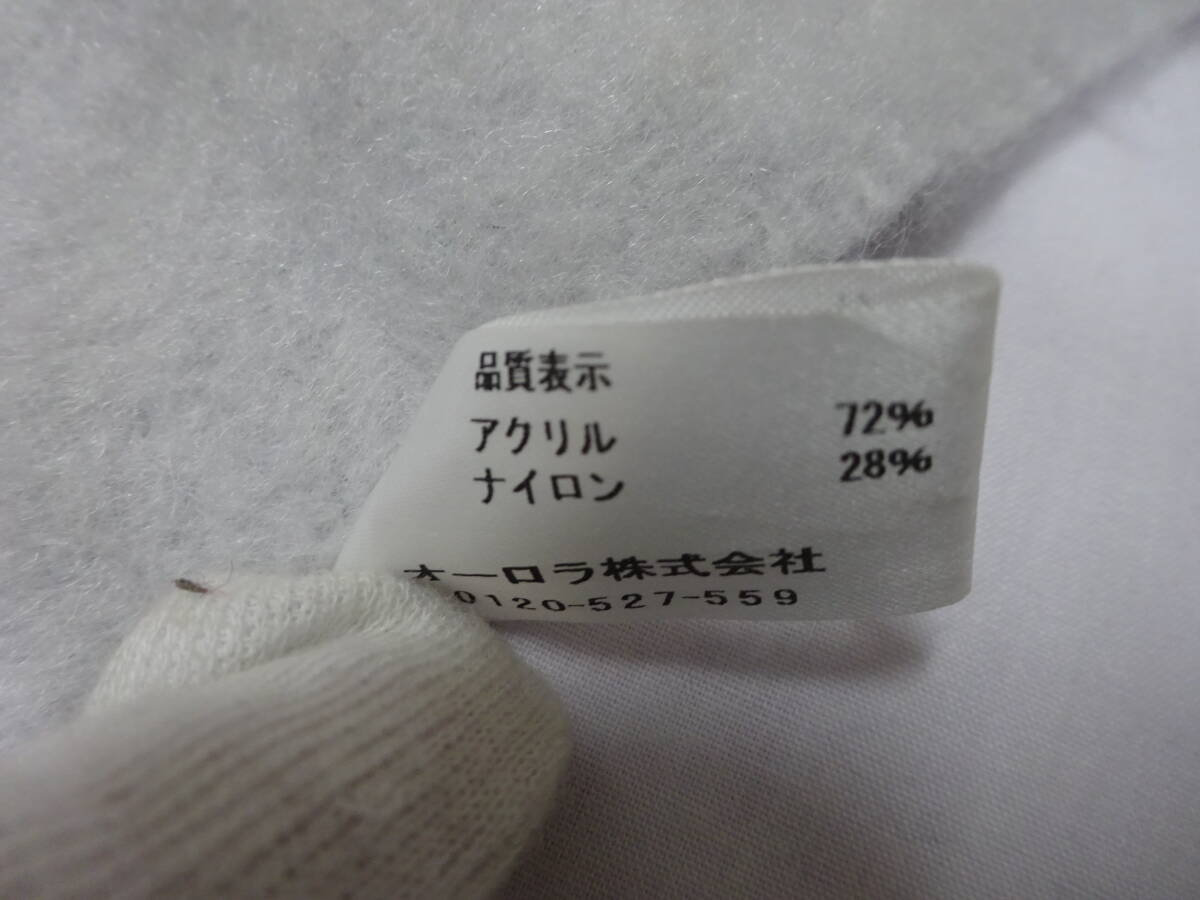 品質表示
アクリル 72%
ナイロン 28%
オーロラ株式会社
0120-527-559